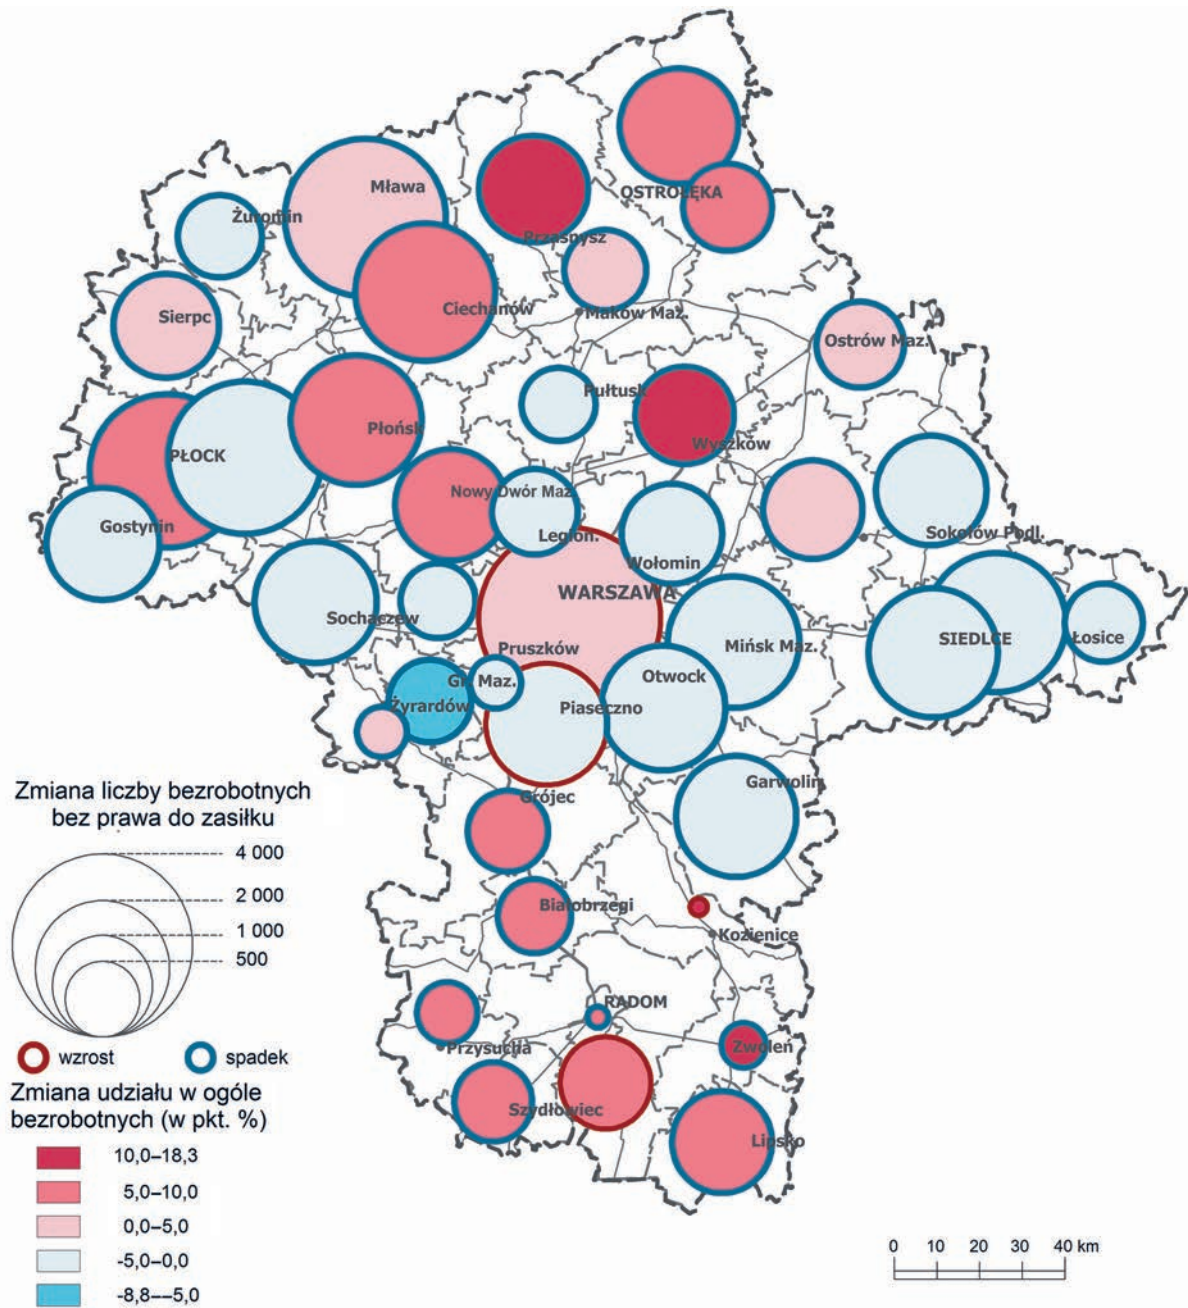 Mława
OSTROŁĘKA
Żuromin
Przasnysz
Ciechanów
Maków Maz.
Sierpc
Ostrów Maz.
Pułtusk
Płońsk
Wyszków
PŁOCK
Nowy Dwór Maz.
Gostynin
Legion.
Sokołów Podl.
Wołomin
WARSZAWA
Sochaczew
SIEDLCE
Łosice
Pruszków
Mińsk Maz.
Otwock
Gr. Maz.
Żyrardów
Piaseczno
Garwolin
Grójec
Białobrzegi
Kozienice
RADOM
Przysucha
Zwoleń
Szydłowiec
Lipsko
Zmiana liczby bezrobotnych
bez prawa do zasiłku
4 000
2 000
1 000
500
wzrost spadek
Zmiana udziału w ogóle
bezrobotnych (w pkt. %)
10,0–18,3
5,0–10,0
0,0–5,0
-5,0–0,0
-8,8–-5,0
0 10 20 30 40 km